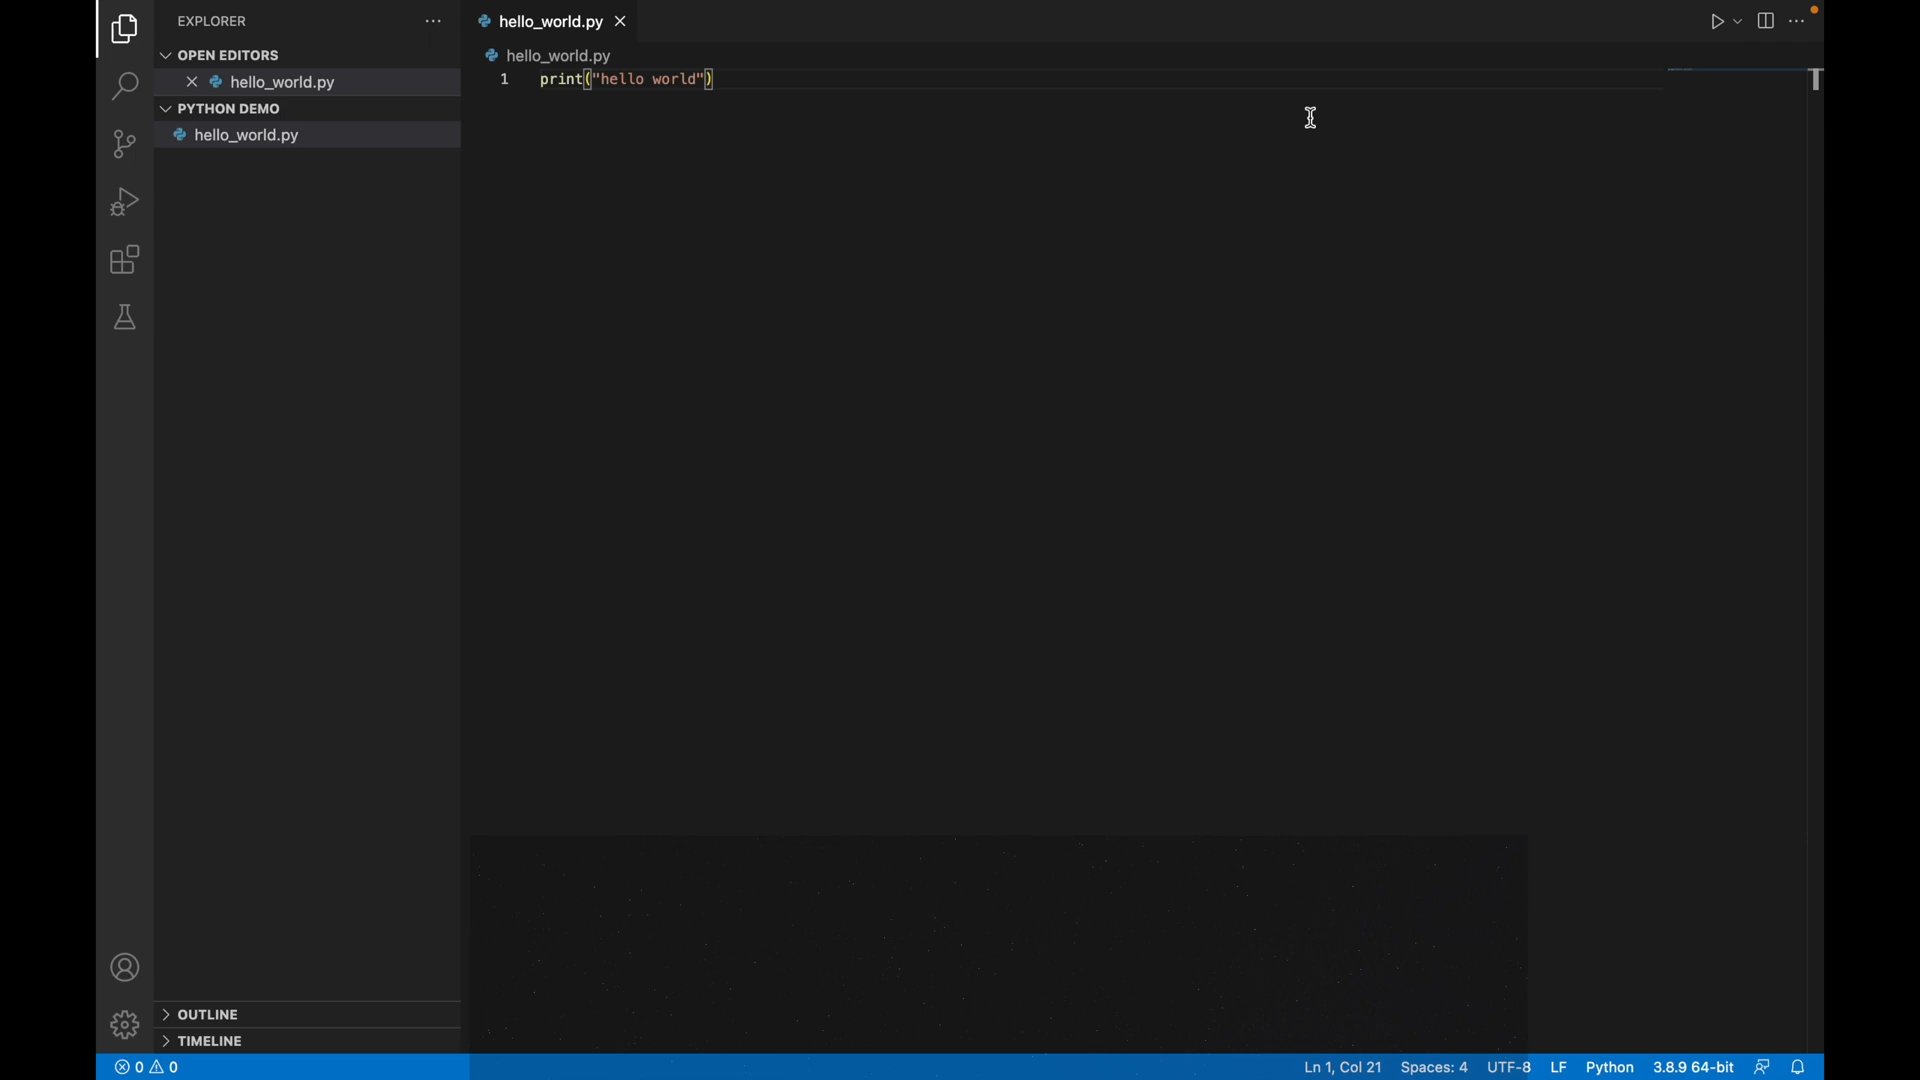 EXPLORER
OPEN EDITORS
hello_world.py
PYTHON DEMO
hello_world.py
OUTLINE
TIMELINE
hello_world.py
hello_world.py
1 print("hello world")
0 0
Ln 1, Col 21 Spaces: 4 UTF-8 LF Python 3.8.9 64-bit